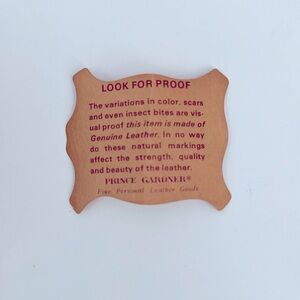 LOOK FOR PROOF
The variations in color, scars
and even insect bites are vis-
ual proof this item is made of
Genuine Leather. In no way
do these natural markings
affect the strength, quality
and beauty of the leather.
PRINCE GARDNER®
Fine Personal Leather Goods